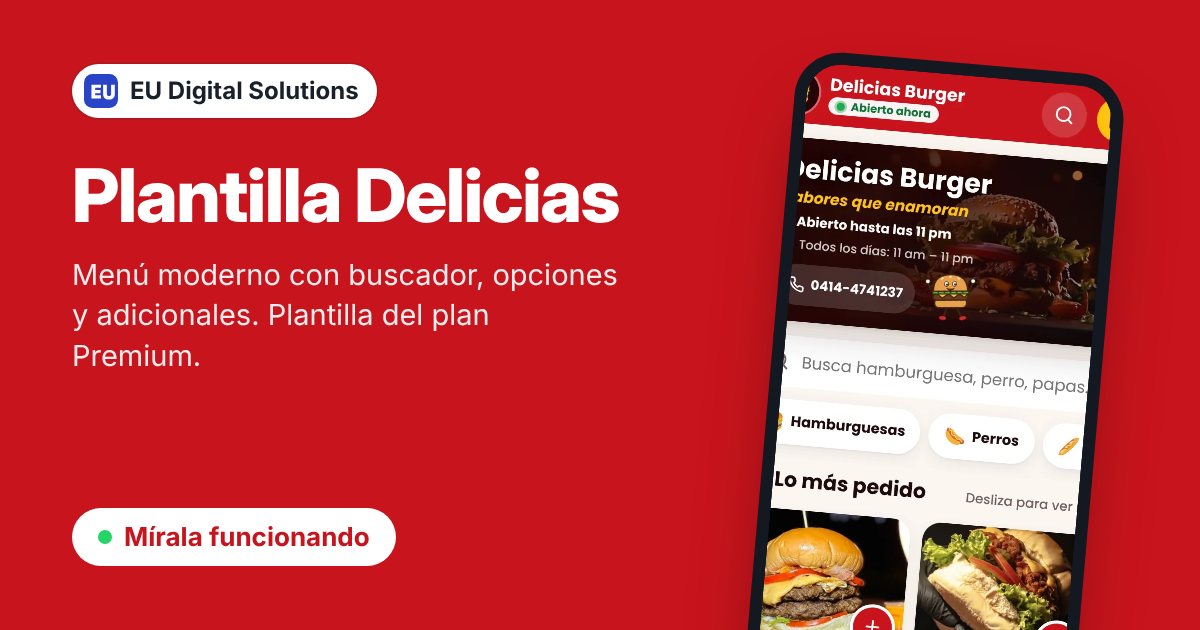 EU EU Digital Solutions
Plantilla Delicias
Menú moderno con buscador, opciones
y adicionales. Plantilla del plan
Premium.
Mírala funcionando
Delicias Burger
Abierto ahora
Delicias Burger
abores que enamoran
Abierto hasta las 11 pm
Todos los días: 11 am – 11 pm
0414-4741237
Busca hamburguesa, perro, papas.
Hamburguesas
Perros
Lo más pedido
Desliza para ver